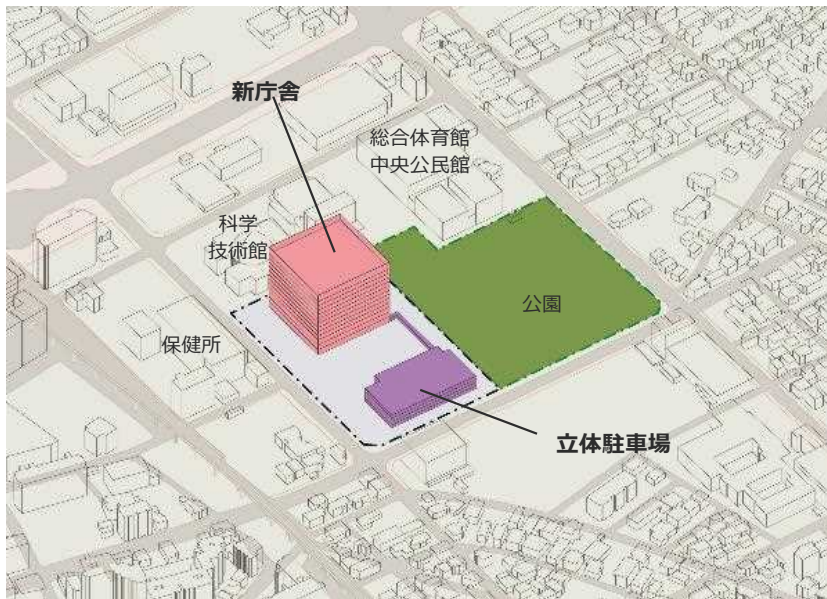 新庁舎
総合体育館
中央公民館
科学
技術館
公園
保健所
立体駐車場